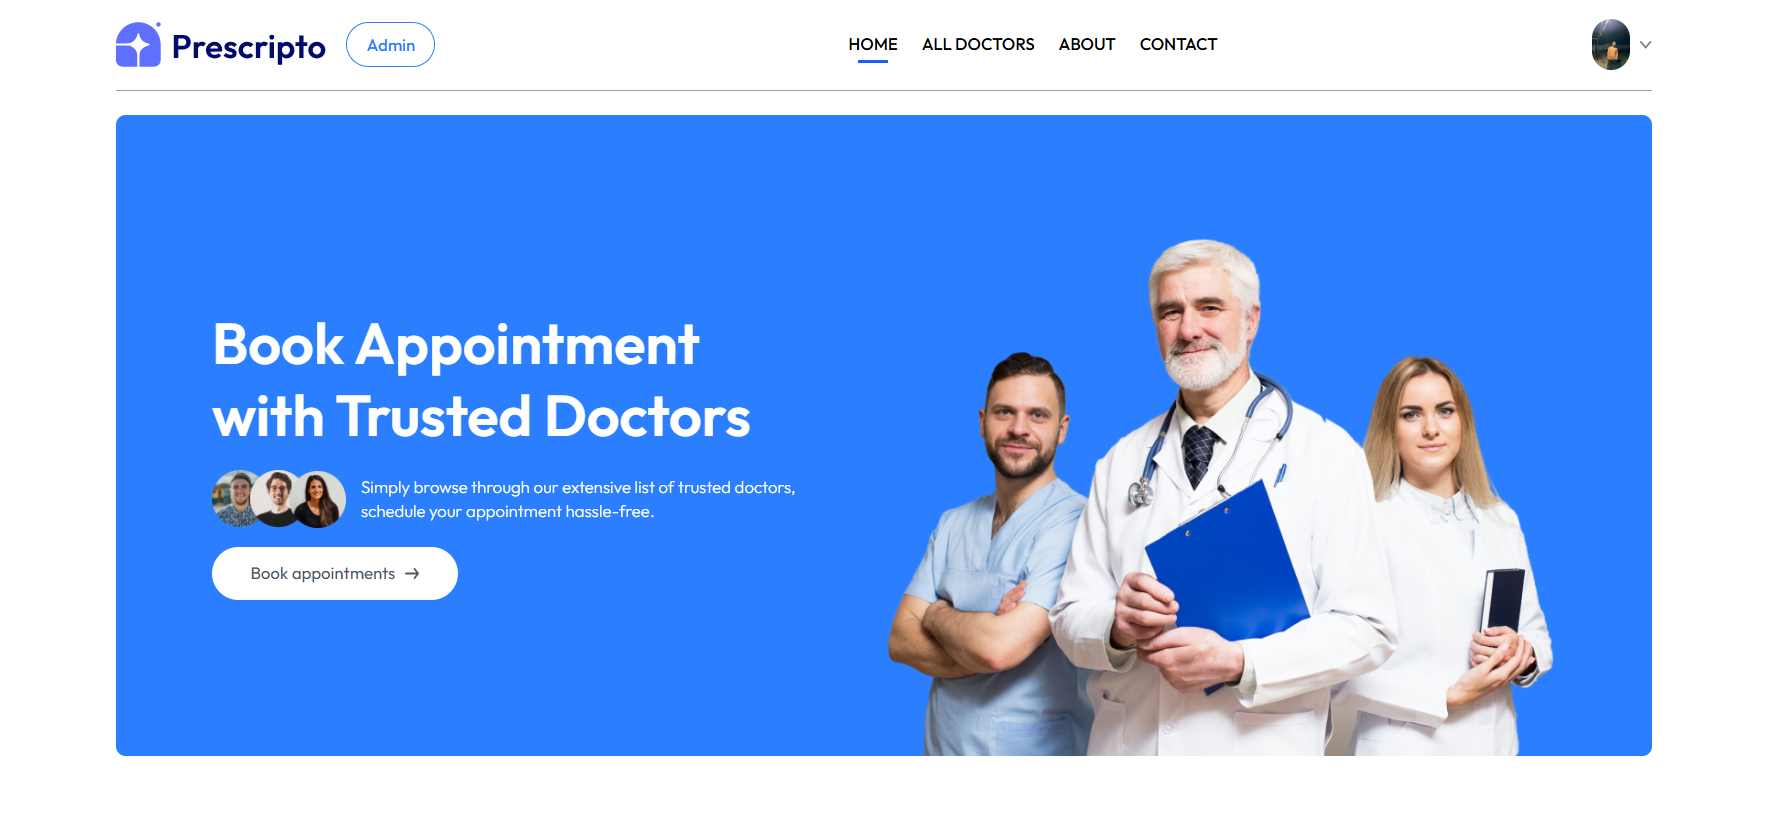 Prescripto
Admin
HOME
ALL DOCTORS
ABOUT
CONTACT
Book Appointment
with Trusted Doctors
Simply browse through our extensive list of trusted doctors,
schedule your appointment hassle-free.
Book appointments →